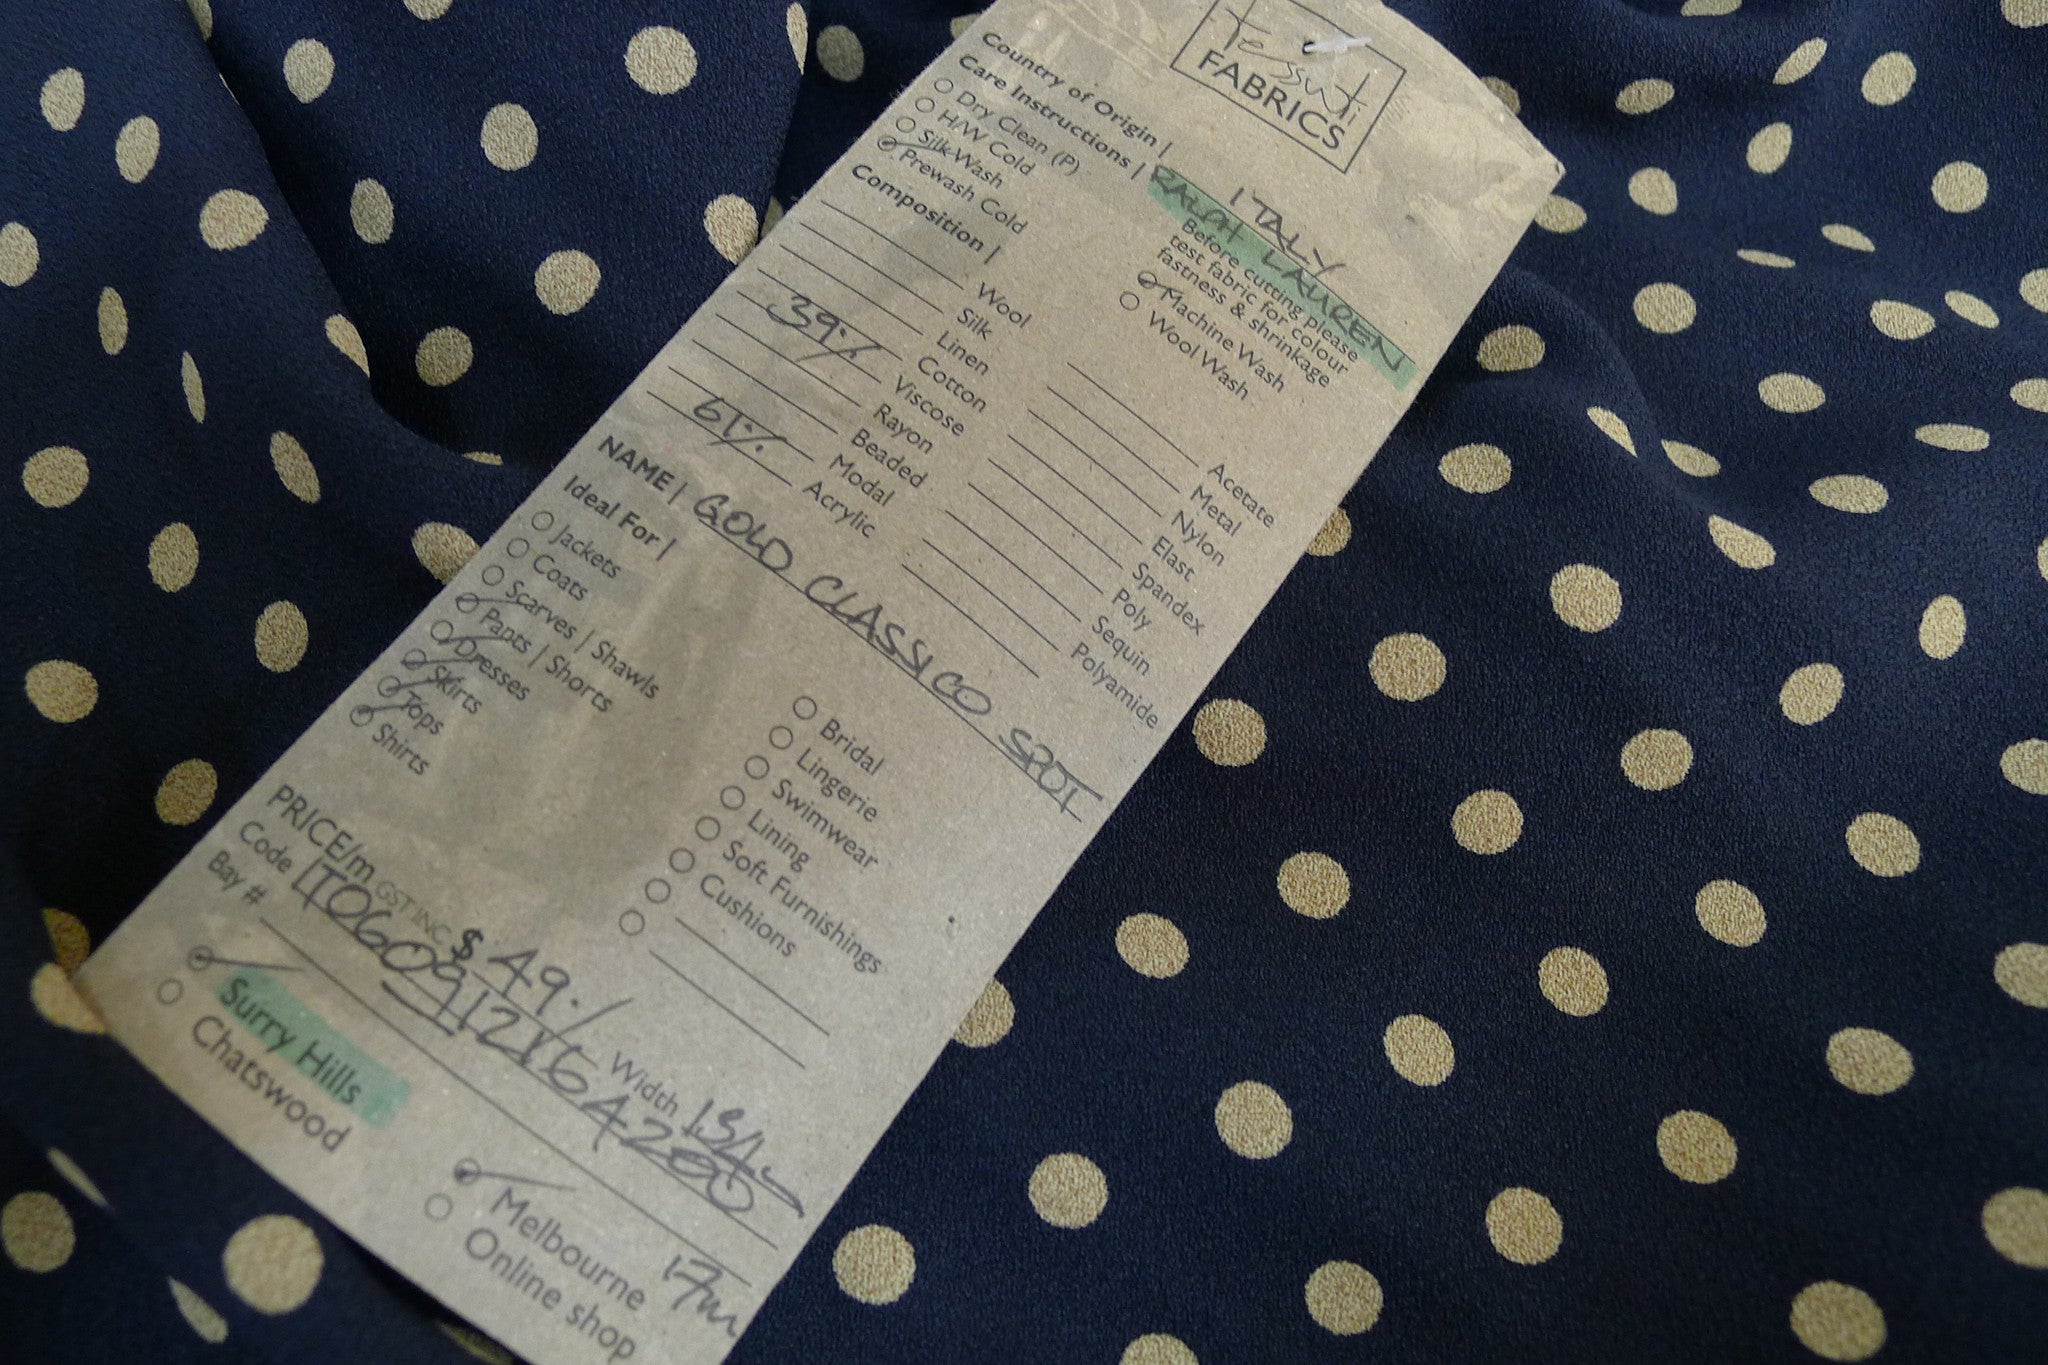 Tessuti
FABRICS
Country of Origin | ITALY
Care Instructions | RALPH LAUREN
Dry Clean (P)
H/W Cold
Silk-Wash
Prewash Cold
Before cutting please
test fabric for colour
fastness & shrinkage
Machine Wash
Wool Wash
Composition |
Wool
Silk
Linen
Cotton
39% Viscose
Rayon
Beaded
Modal
61% Acrylic
Acetate
Metal
Nylon
Elast
Spandex
Poly
Sequin
Polyamide
NAME | GOLD CLASSICO SPOT
Ideal For |
Jackets
Coats
Scarves | Shawls
Pants | Shorts
Dresses
Skirts
Tops
Shirts
Bridal
Lingerie
Swimwear
Lining
Soft Furnishings
Cushions
PRICE/m GST INC $ 49. Width
Code
Bay #
Surry Hills
Chatswood
Melbourne 17m
Online shop